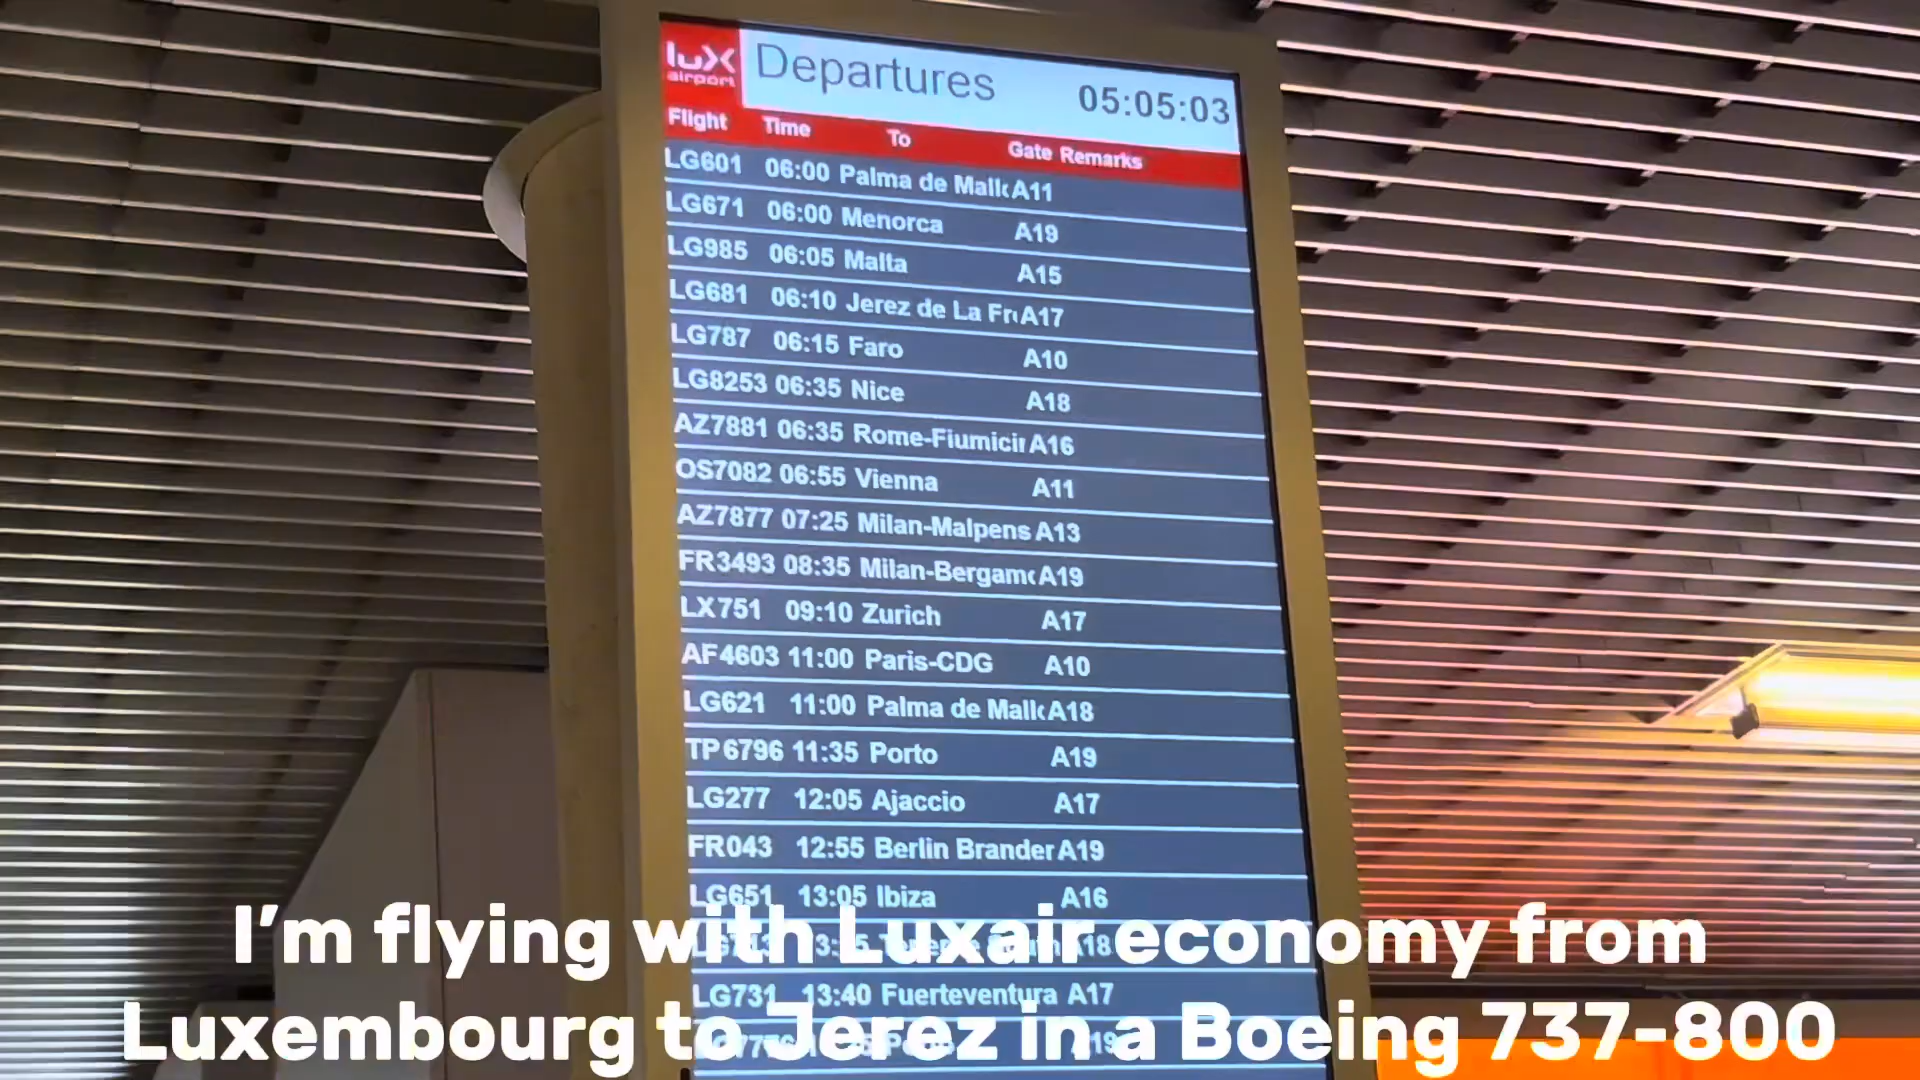 lux
airport
Departures 05:05:03
Flight Time To Gate Remarks
LG601 06:00 Palma de Mallo A11
LG671 06:00 Menorca A19
LG985 06:05 Malta A15
LG681 06:10 Jerez de La Fr A17
LG787 06:15 Faro A10
LG8253 06:35 Nice A18
AZ7881 06:35 Rome-Fiumicin A16
OS7082 06:55 Vienna A11
AZ7877 07:25 Milan-Malpens A13
FR3493 08:35 Milan-Bergamo A19
LX751 09:10 Zurich A17
AF4603 11:00 Paris-CDG A10
LG621 11:00 Palma de Mallo A18
TP6796 11:35 Porto A19
LG277 12:05 Ajaccio A17
FR043 12:55 Berlin Brander A19
LG651 13:05 Ibiza A16
A18
I'm flying with Luxair economy from
LG731 13:40 Fuerteventura A17
Luxembourg to Jerez in a Boeing 737-800